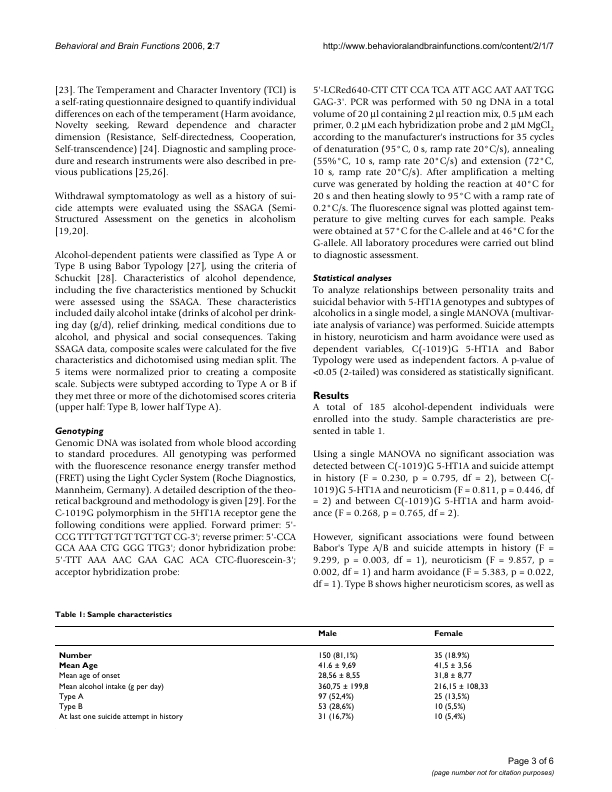 Behavioral and Brain Functions 2006, 2:7
http://www.behavioralandbrainfunctions.com/content/2/1/7
[23]. The Temperament and Character Inventory (TCI) is
a self-rating questionnaire designed to quantify individual
differences on each of the temperament (Harm avoidance,
Novelty seeking, Reward dependence and character
dimension (Resistance, Self-directedness, Cooperation,
Self-transcendence) [24]. Diagnostic and sampling proce-
dure and research instruments were also described in pre-
vious publications [25,26].
Withdrawal symptomatology as well as a history of sui-
cide attempts were evaluated using the SSAGA (Semi-
Structured Assessment on the genetics in alcoholism
[19,20].
Alcohol-dependent patients were classified as Type A or
Type B using Babor Typology [27], using the criteria of
Schuckit [28]. Characteristics of alcohol dependence,
including the five characteristics mentioned by Schuckit
were assessed using the SSAGA. These characteristics
included daily alcohol intake (drinks of alcohol per drink-
ing day (g/d), relief drinking, medical conditions due to
alcohol, and physical and social consequences. Taking
SSAGA data, composite scales were calculated for the five
characteristics and dichotomised using median split. The
5 items were normalized prior to creating a composite
scale. Subjects were subtyped according to Type A or B if
they met three or more of the dichotomised scores criteria
(upper half: Type B, lower half Type A).
Genotyping
Genomic DNA was isolated from whole blood according
to standard procedures. All genotyping was performed
with the fluorescence resonance energy transfer method
(FRET) using the Light Cycler System (Roche Diagnostics,
Mannheim, Germany). A detailed description of the theo-
retical background and methodology is given [29]. For the
C-1019G polymorphism in the 5HT1A receptor gene the
following conditions were applied. Forward primer: 5'-
CCG TTT TGT TGT TGT TGT CG-3'; reverse primer: 5'-CCA
GCA AAA CTG GGG TTG3'; donor hybridization probe:
5'-TTT AAA AAC GAA GAC ACA CTC-fluorescein-3';
acceptor hybridization probe:
5'-LCRed640-CTT CTT CCA TCA ATT AGC AAT AAT TGG
GAG-3'. PCR was performed with 50 ng DNA in a total
volume of 20 μl containing 2 μl reaction mix, 0.5 μM each
primer, 0.2 μM each hybridization probe and 2 μM MgCl2
according to the manufacturer's instructions for 35 cycles
of denaturation (95°C, 0 s, ramp rate 20°C/s), annealing
(55%°C, 10 s, ramp rate 20°C/s) and extension (72°C,
10 s, ramp rate 20°C/s). After amplification a melting
curve was generated by holding the reaction at 40°C for
20 s and then heating slowly to 95°C with a ramp rate of
0.2°C/s. The fluorescence signal was plotted against tem-
perature to give melting curves for each sample. Peaks
were obtained at 57°C for the C-allele and at 46°C for the
G-allele. All laboratory procedures were carried out blind
to diagnostic assessment.
Statistical analyses
To analyze relationships between personality traits and
suicidal behavior with 5-HT1A genotypes and subtypes of
alcoholics in a single model, a single MANOVA (multivar-
iate analysis of variance) was performed. Suicide attempts
in history, neuroticism and harm avoidance were used as
dependent variables, C(-1019)G 5-HT1A and Babor
Typology were used as independent factors. A p-value of
<0.05 (2-tailed) was considered as statistically significant.
Results
A total of 185 alcohol-dependent individuals were
enrolled into the study. Sample characteristics are pre-
sented in table 1.
Using a single MANOVA no significant association was
detected between C(-1019)G 5-HT1A and suicide attempt
in history (F = 0.230, p = 0.795, df = 2), between C(-
1019)G 5-HT1A and neuroticism (F = 0.811, p = 0.446, df
= 2) and between C(-1019)G 5-HT1A and harm avoid-
ance (F = 0.268, p = 0.765, df = 2).
However, significant associations were found between
Babor's Type A/B and suicide attempts in history (F =
9.299, p = 0.003, df = 1), neuroticism (F = 9.857, p =
0.002, df = 1) and harm avoidance (F = 5.383, p = 0.022,
df = 1). Type B shows higher neuroticism scores, as well as
Table 1: Sample characteristics
Male Female
Number 150 (81,1%) 35 (18.9%)
Mean Age 41.6 ± 9,69 41,5 ± 3,56
Mean age of onset 28,56 ± 8,55 31,8 ± 8,77
Mean alcohol intake (g per day) 360,75 ± 199,8 216,15 ± 108,33
Type A 97 (52,4%) 25 (13,5%)
Type B 53 (28,6%) 10 (5,5%)
At last one suicide attempt in history 31 (16,7%) 10 (5,4%)
Page 3 of 6
(page number not for citation purposes)